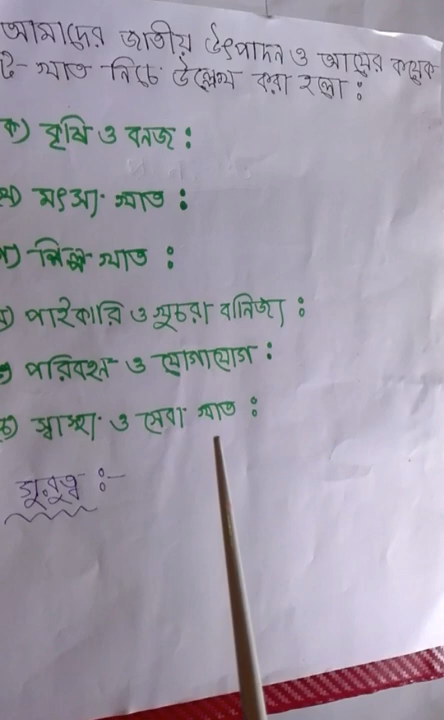 আমাদের জাতীয় উৎপাদন ও আয়ের কয়েক
টি খাত নিচে উল্লেখ করা হলো :
ক) কৃষি ও বনজ :
খ) মৎস্য খাত :
গ) শিল্প খাত :
ঘ) পাইকারি ও খুচরা বানিজ্য :
ঙ) পরিবহন ও যোগাযোগ :
চ) স্বাস্থ্য ও সেবা খাত :
গুরুত্ব :-